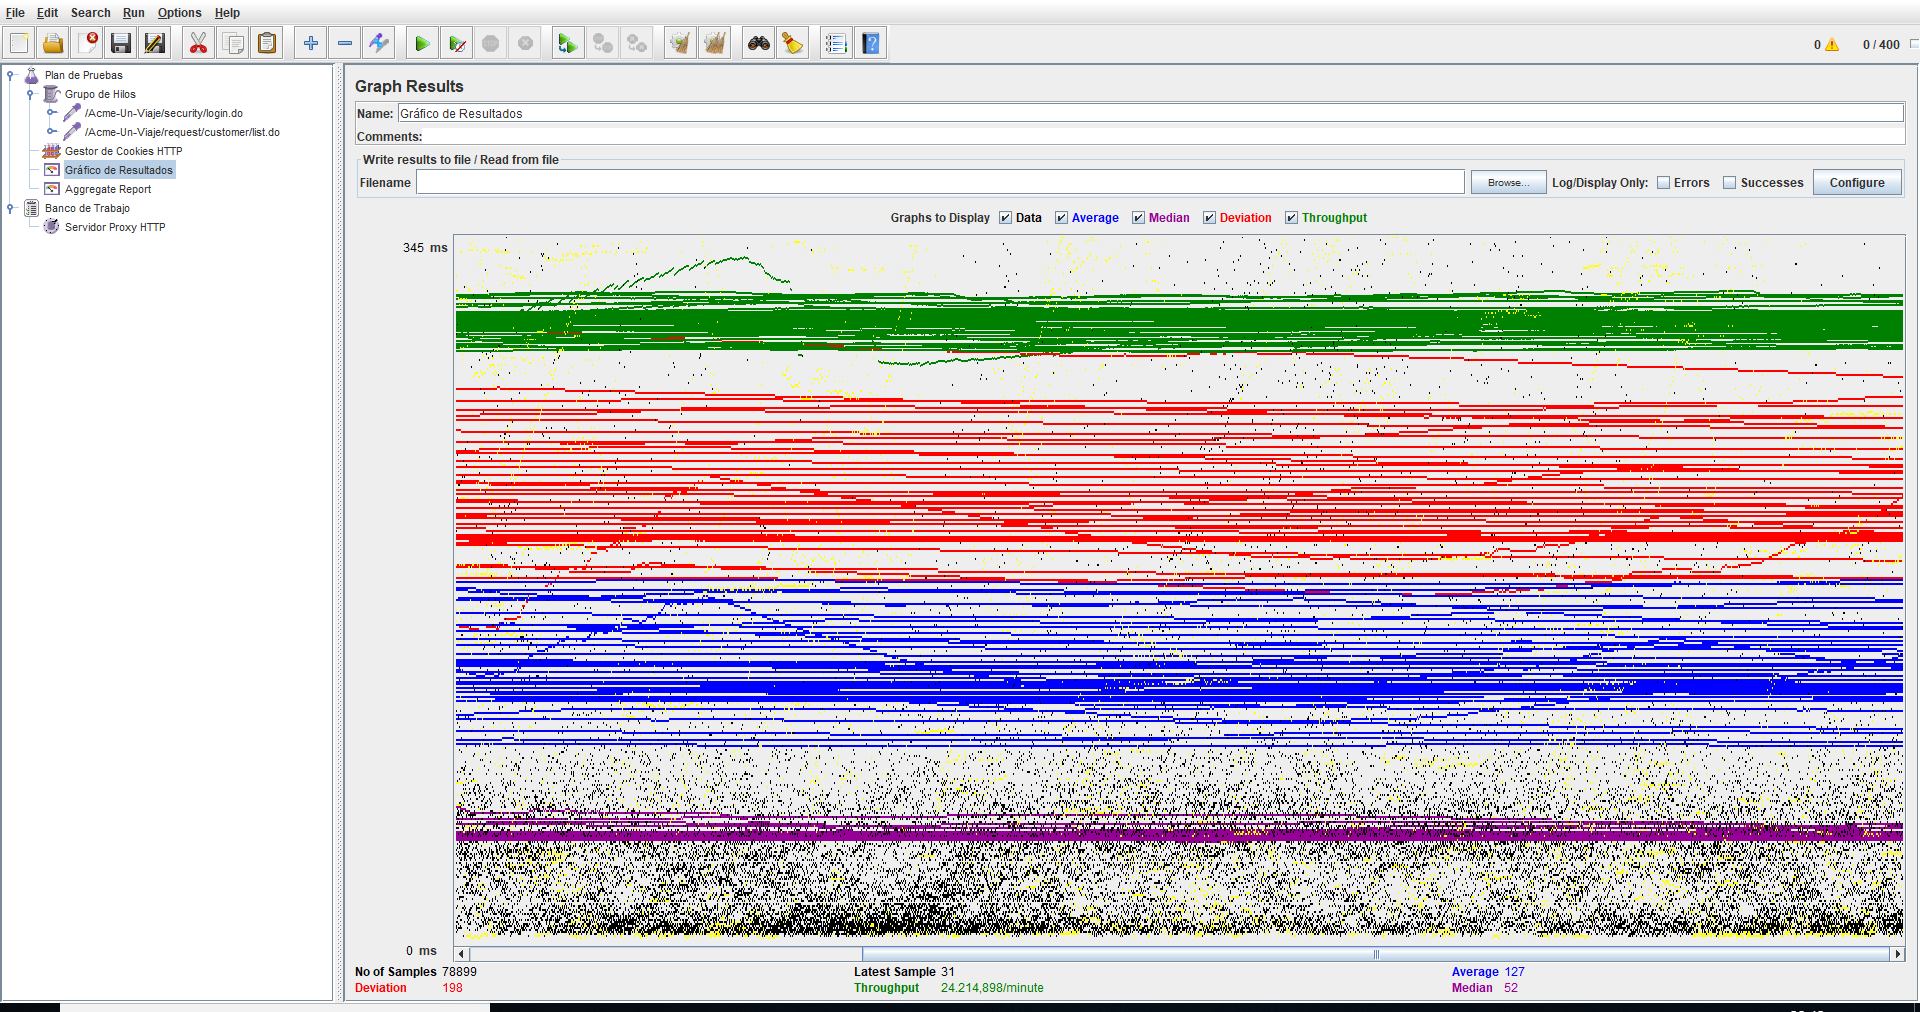 File Edit Search Run Options Help
0 0 / 400
Plan de Pruebas
Grupo de Hilos
/Acme-Un-Viaje/security/login.do
/Acme-Un-Viaje/request/customer/list.do
Gestor de Cookies HTTP
Gráfico de Resultados
Aggregate Report
Banco de Trabajo
Servidor Proxy HTTP
Graph Results
Name: Gráfico de Resultados
Comments:
Write results to file / Read from file
Filename Browse... Log/Display Only: Errors Successes Configure
Graphs to Display Data Average Median Deviation Throughput
345 ms
0 ms
No of Samples 78899 Latest Sample 31 Average 127
Deviation 198 Throughput 24.214,898/minute Median 52